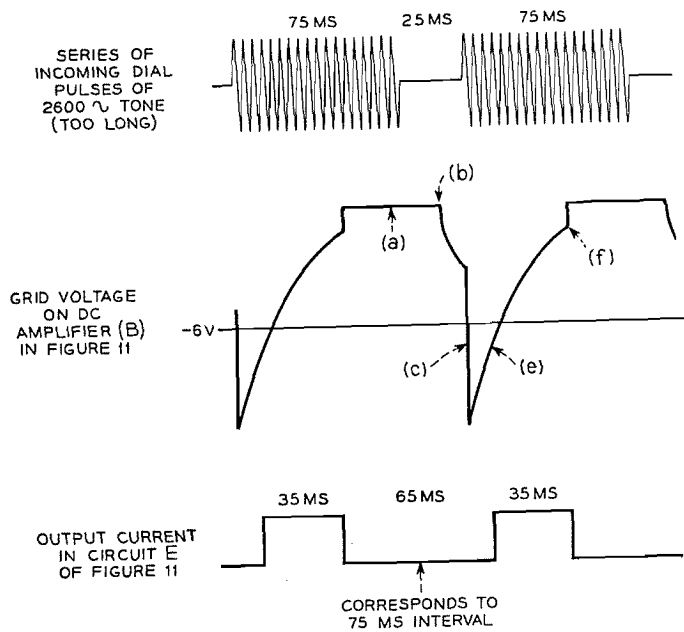 75 MS
25 MS
75 MS
SERIES OF
INCOMING DIAL
PULSES OF
2600 ∿ TONE
(TOO LONG)
(b)
(a)
(f)
GRID VOLTAGE
ON DC
AMPLIFIER (B)
IN FIGURE 11
-6V
(c)
(e)
35 MS
65 MS
35 MS
OUTPUT CURRENT
IN CIRCUIT E
OF FIGURE 11
CORRESPONDS TO
75 MS INTERVAL